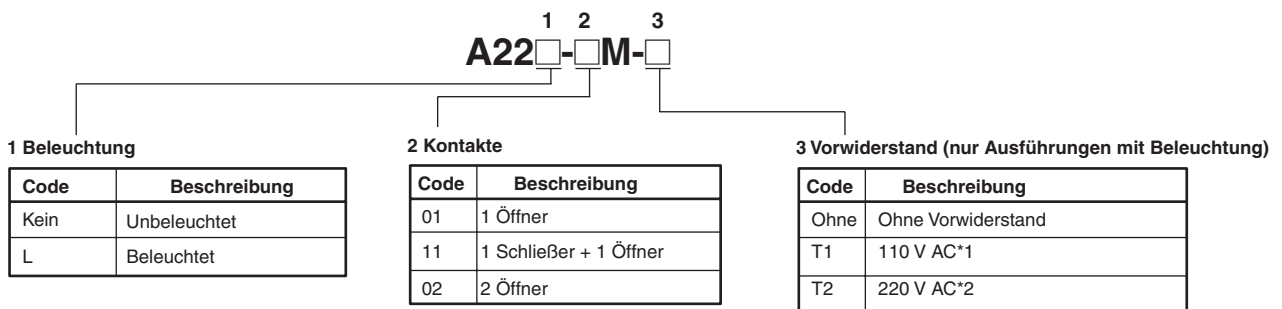 1 2 3
A22□-□M-□
1 Beleuchtung
Code Beschreibung
Kein Unbeleuchtet
L Beleuchtet
2 Kontakte
Code Beschreibung
01 1 Öffner
11 1 Schließer + 1 Öffner
02 2 Öffner
3 Vorwiderstand (nur Ausführungen mit Beleuchtung)
Code Beschreibung
Ohne Ohne Vorwiderstand
T1 110 V AC*1
T2 220 V AC*2